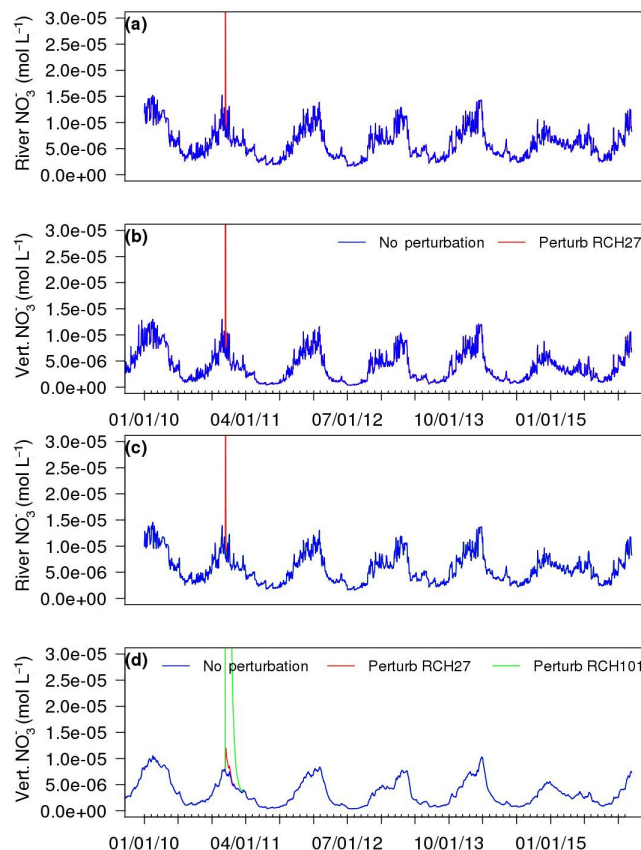 (a)
River NO3- (mol L−1)
3.0e-05
2.5e-05
2.0e-05
1.5e-05
1.0e-05
5.0e-06
0.0e+00
(b)
No perturbation Perturb RCH27
Vert. NO3- (mol L−1)
3.0e-05
2.5e-05
2.0e-05
1.5e-05
1.0e-05
5.0e-06
0.0e+00
01/01/10 04/01/11 07/01/12 10/01/13 01/01/15
(c)
River NO3- (mol L−1)
3.0e-05
2.5e-05
2.0e-05
1.5e-05
1.0e-05
5.0e-06
0.0e+00
(d)
No perturbation Perturb RCH27 Perturb RCH101
Vert. NO3- (mol L−1)
3.0e-05
2.5e-05
2.0e-05
1.5e-05
1.0e-05
5.0e-06
0.0e+00
01/01/10 04/01/11 07/01/12 10/01/13 01/01/15